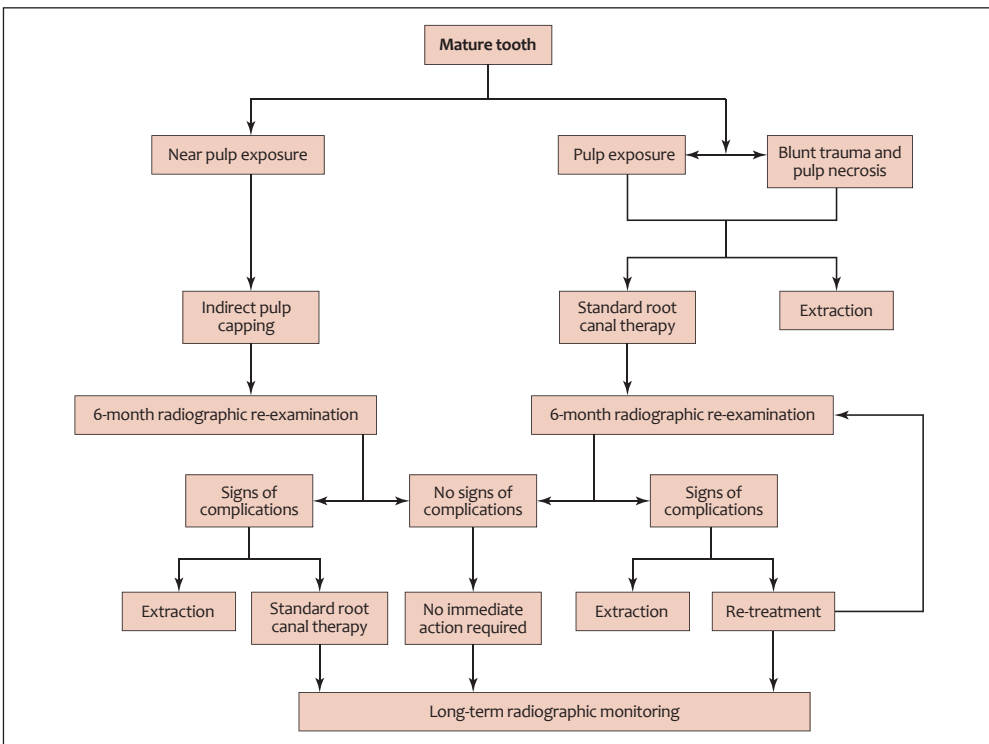 Mature tooth
Near pulp exposure
Pulp exposure
Blunt trauma and
pulp necrosis
Indirect pulp
capping
Standard root
canal therapy
Extraction
6-month radiographic re-examination
6-month radiographic re-examination
Signs of
complications
No signs of
complications
Signs of
complications
Extraction
Standard root
canal therapy
No immediate
action required
Extraction
Re-treatment
Long-term radiographic monitoring